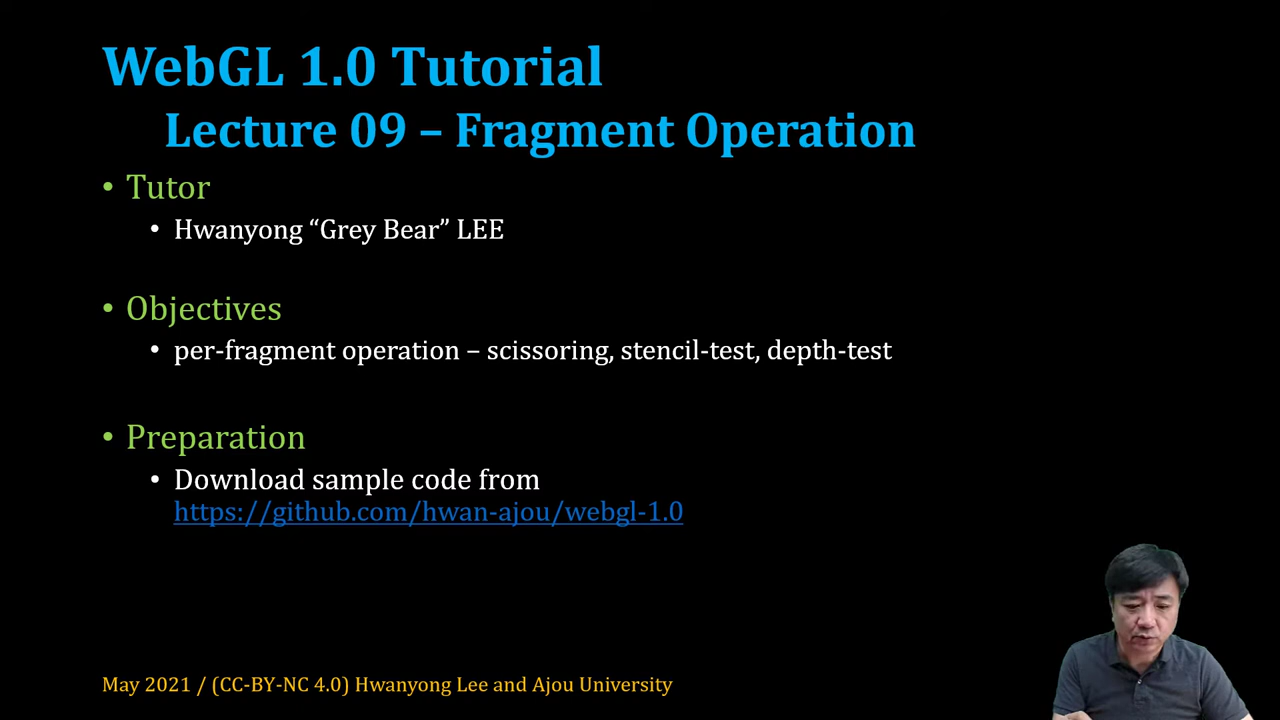 WebGL 1.0 Tutorial
Lecture 09 – Fragment Operation
• Tutor
• Hwanyong “Grey Bear” LEE
• Objectives
• per-fragment operation – scissoring, stencil-test, depth-test
• Preparation
• Download sample code from
https://github.com/hwan-ajou/webgl-1.0
May 2021 / (CC-BY-NC 4.0) Hwanyong Lee and Ajou University